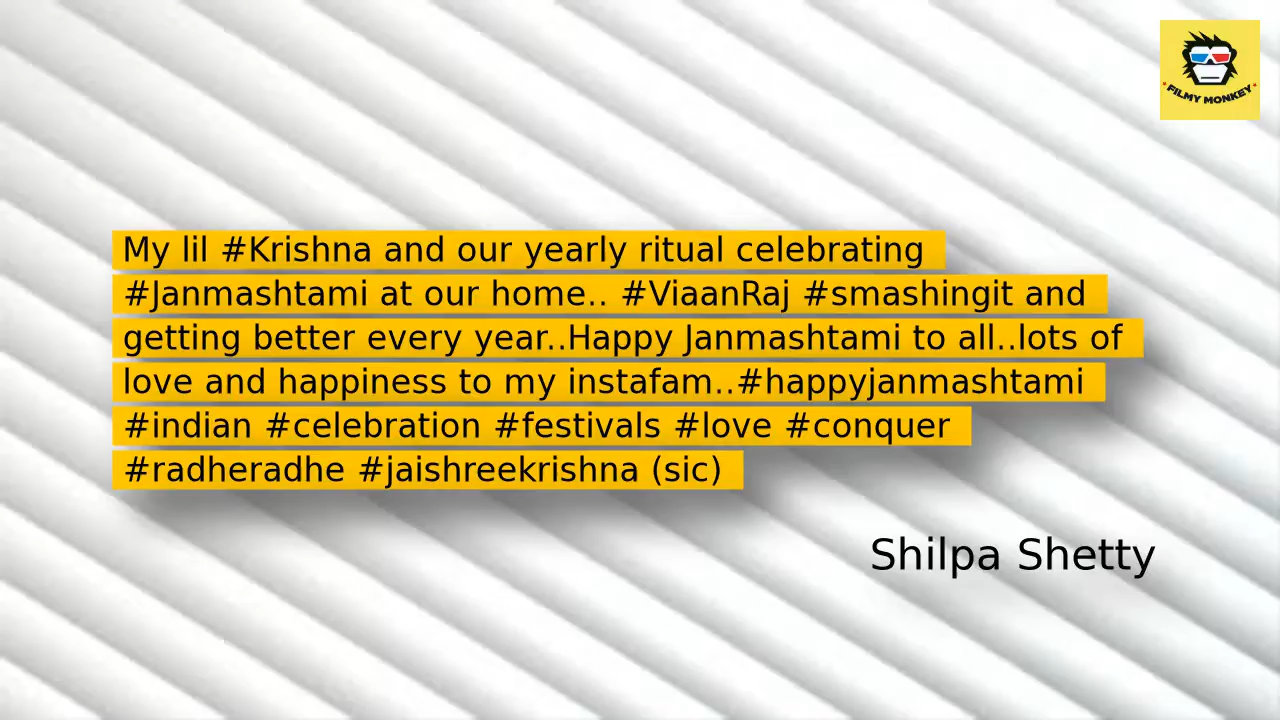 FILMY MONKEY
My lil #Krishna and our yearly ritual celebrating
#Janmashtami at our home.. #ViaanRaj #smashingit and
getting better every year..Happy Janmashtami to all..lots of
love and happiness to my instafam..#happyjanmashtami
#indian #celebration #festivals #love #conquer
#radheradhe #jaishreekrishna (sic)
Shilpa Shetty